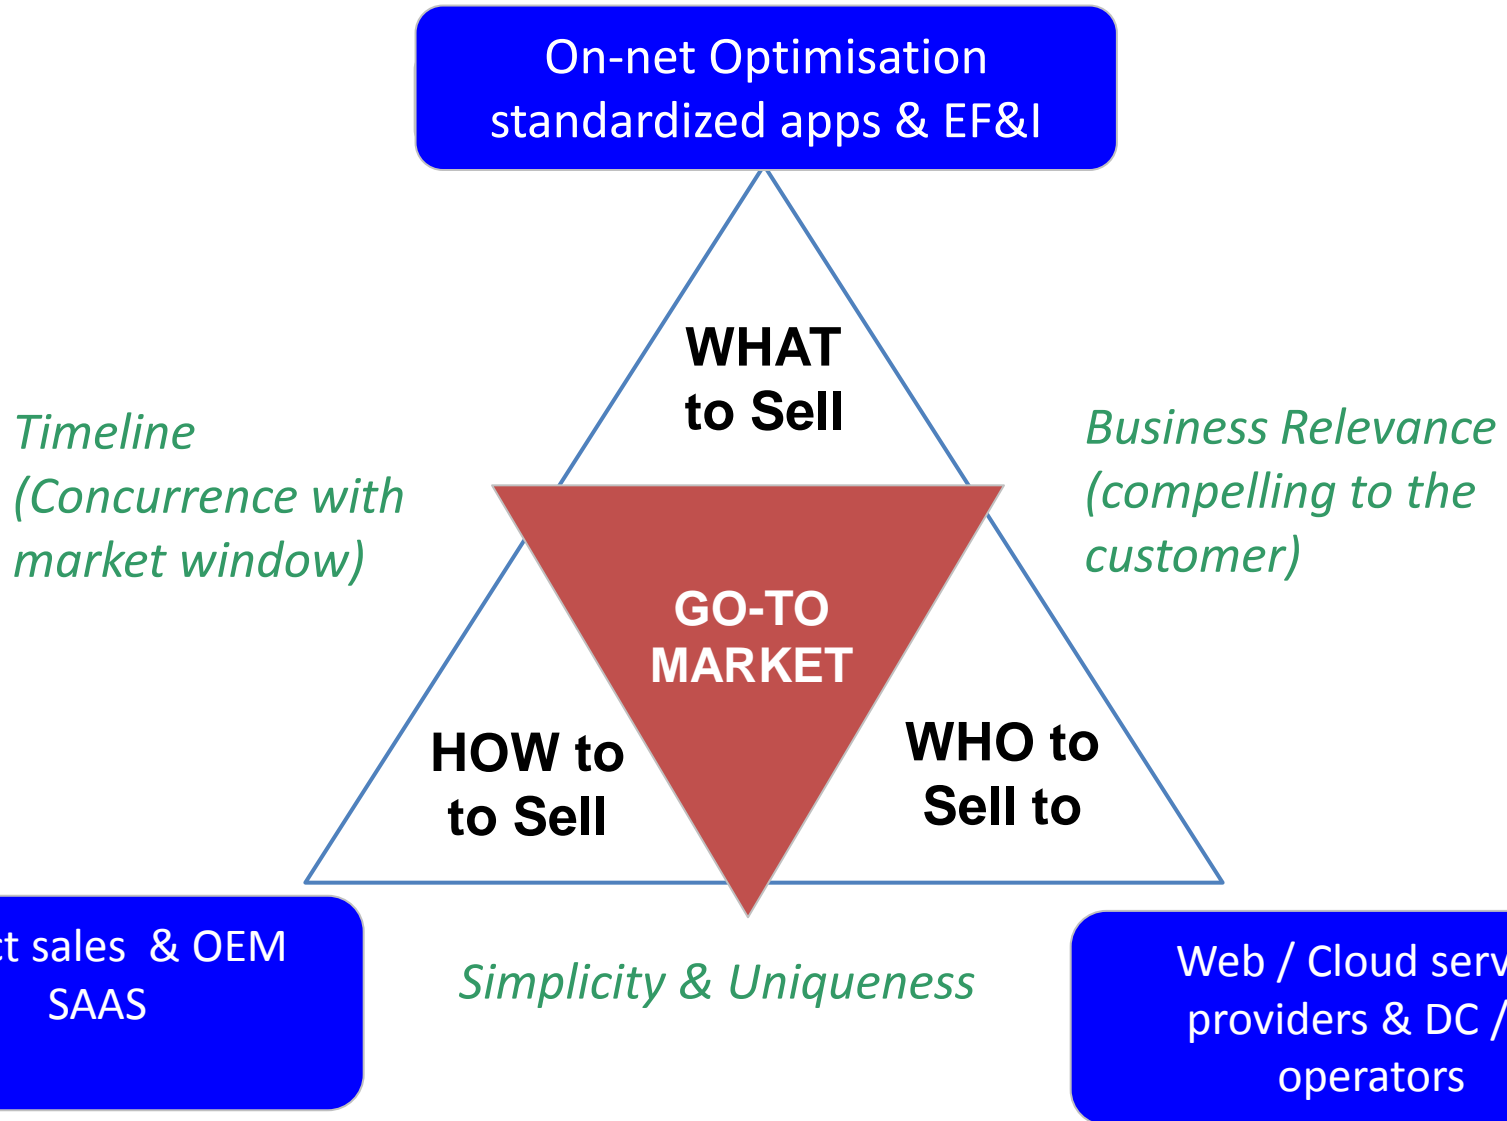 On-net Optimisation
standardized apps & EF&I
WHAT
to Sell
Timeline
(Concurrence with
market window)
Business Relevance
(compelling to the
customer)
GO-TO
MARKET
HOW to
to Sell
WHO to
Sell to
sales & OEM
SAAS
Simplicity & Uniqueness
Web / Cloud
providers & DC /
operators